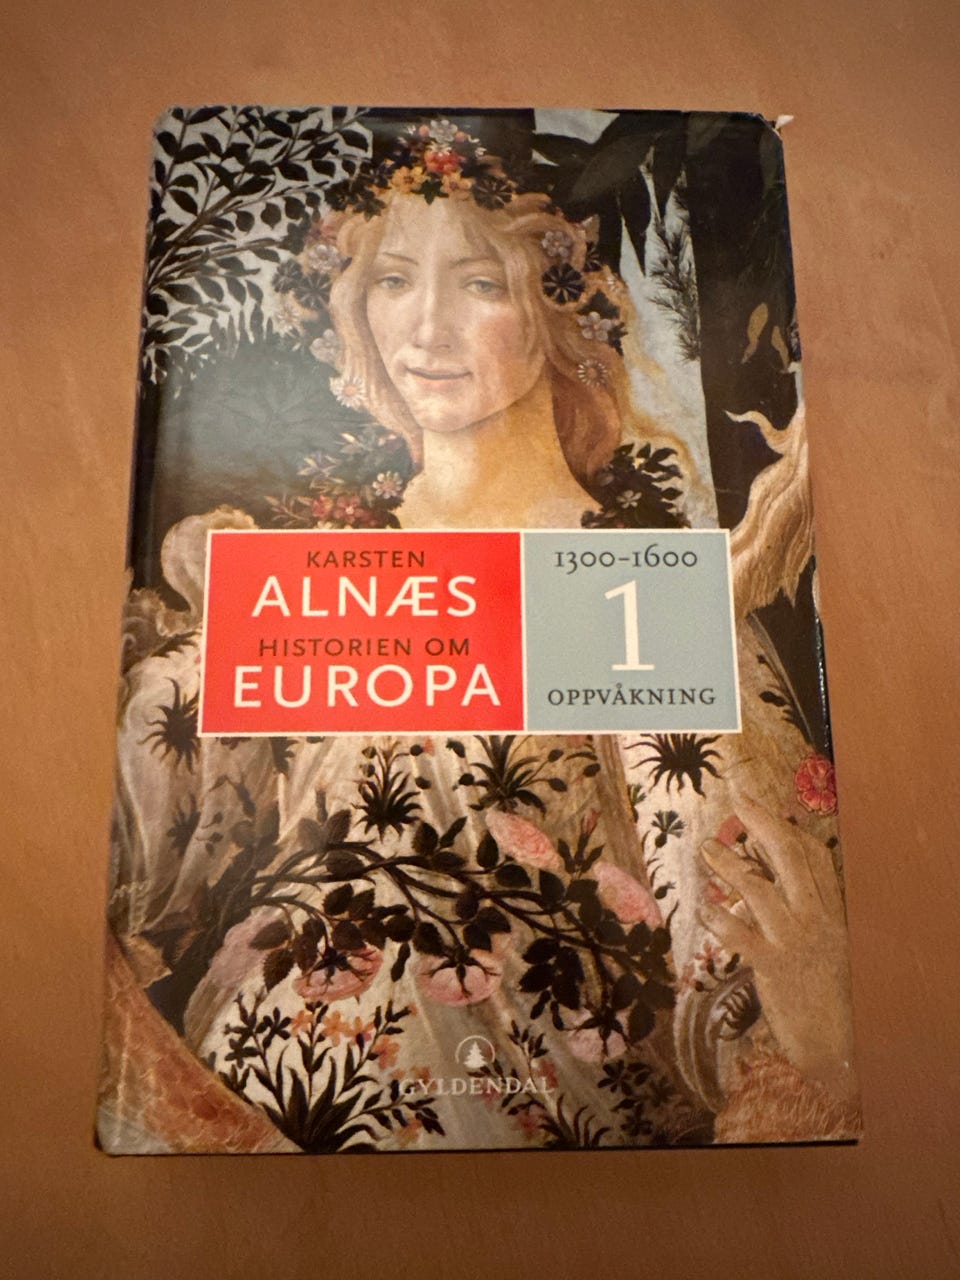 KARSTEN
ALNÆS
HISTORIEN OM
EUROPA
1300–1600
1
OPPVÅKNING
GYLDENDAL